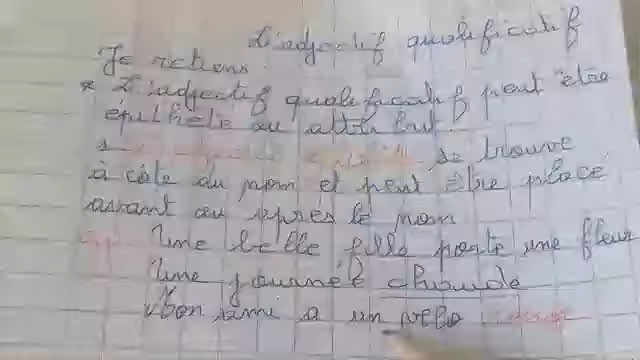 L'adjectif qualificatif
Je retiens :
* L'adjectif qualificatif peut être
épithète ou attribut.
se trouve
à côté du nom et peut être placé
avant ou après le nom
Une belle fille porte une fleur
Une journée chaude
Mon ami a un vélo